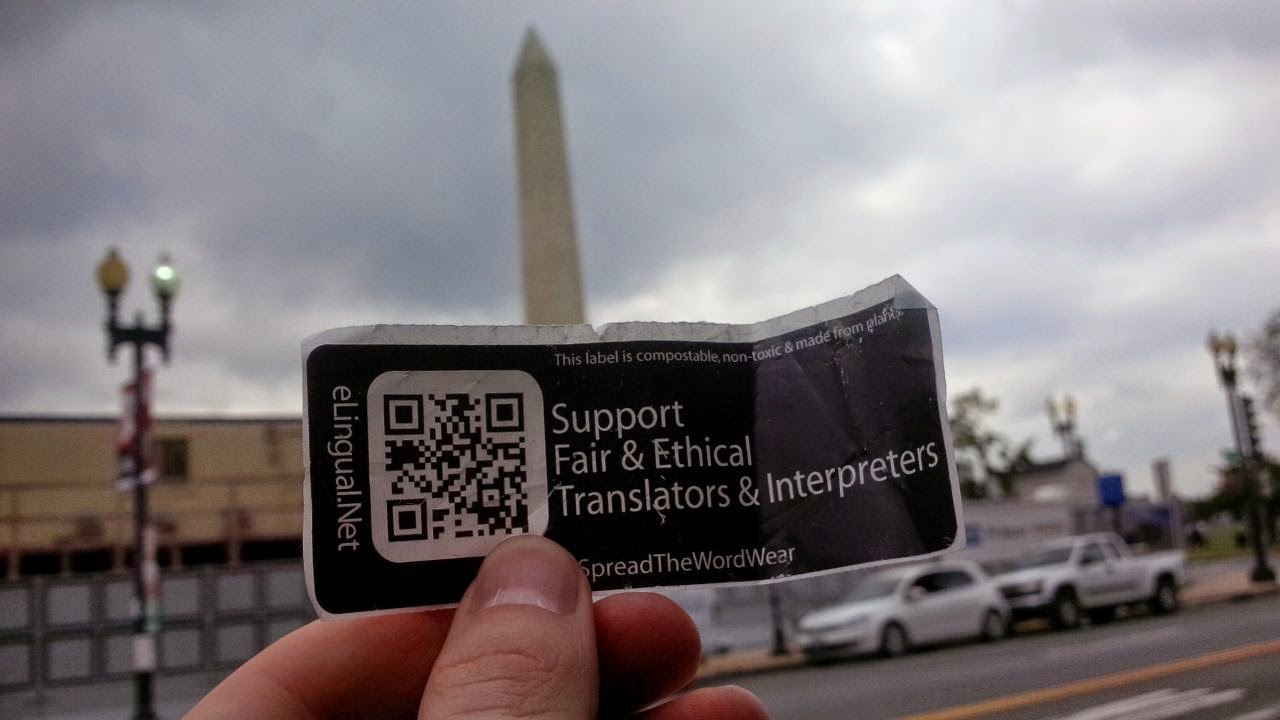 This label is compostable, non-toxic & made from plants.
eLingual.Net
Support
Fair & Ethical
Translators & Interpreters
SpreadTheWordWear